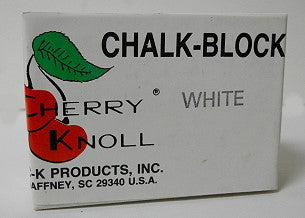 CHALK-BLOCK
CHERRY ®
KNOLL
WHITE
-K PRODUCTS, INC.
AFFNEY, SC 29340 U.S.A.